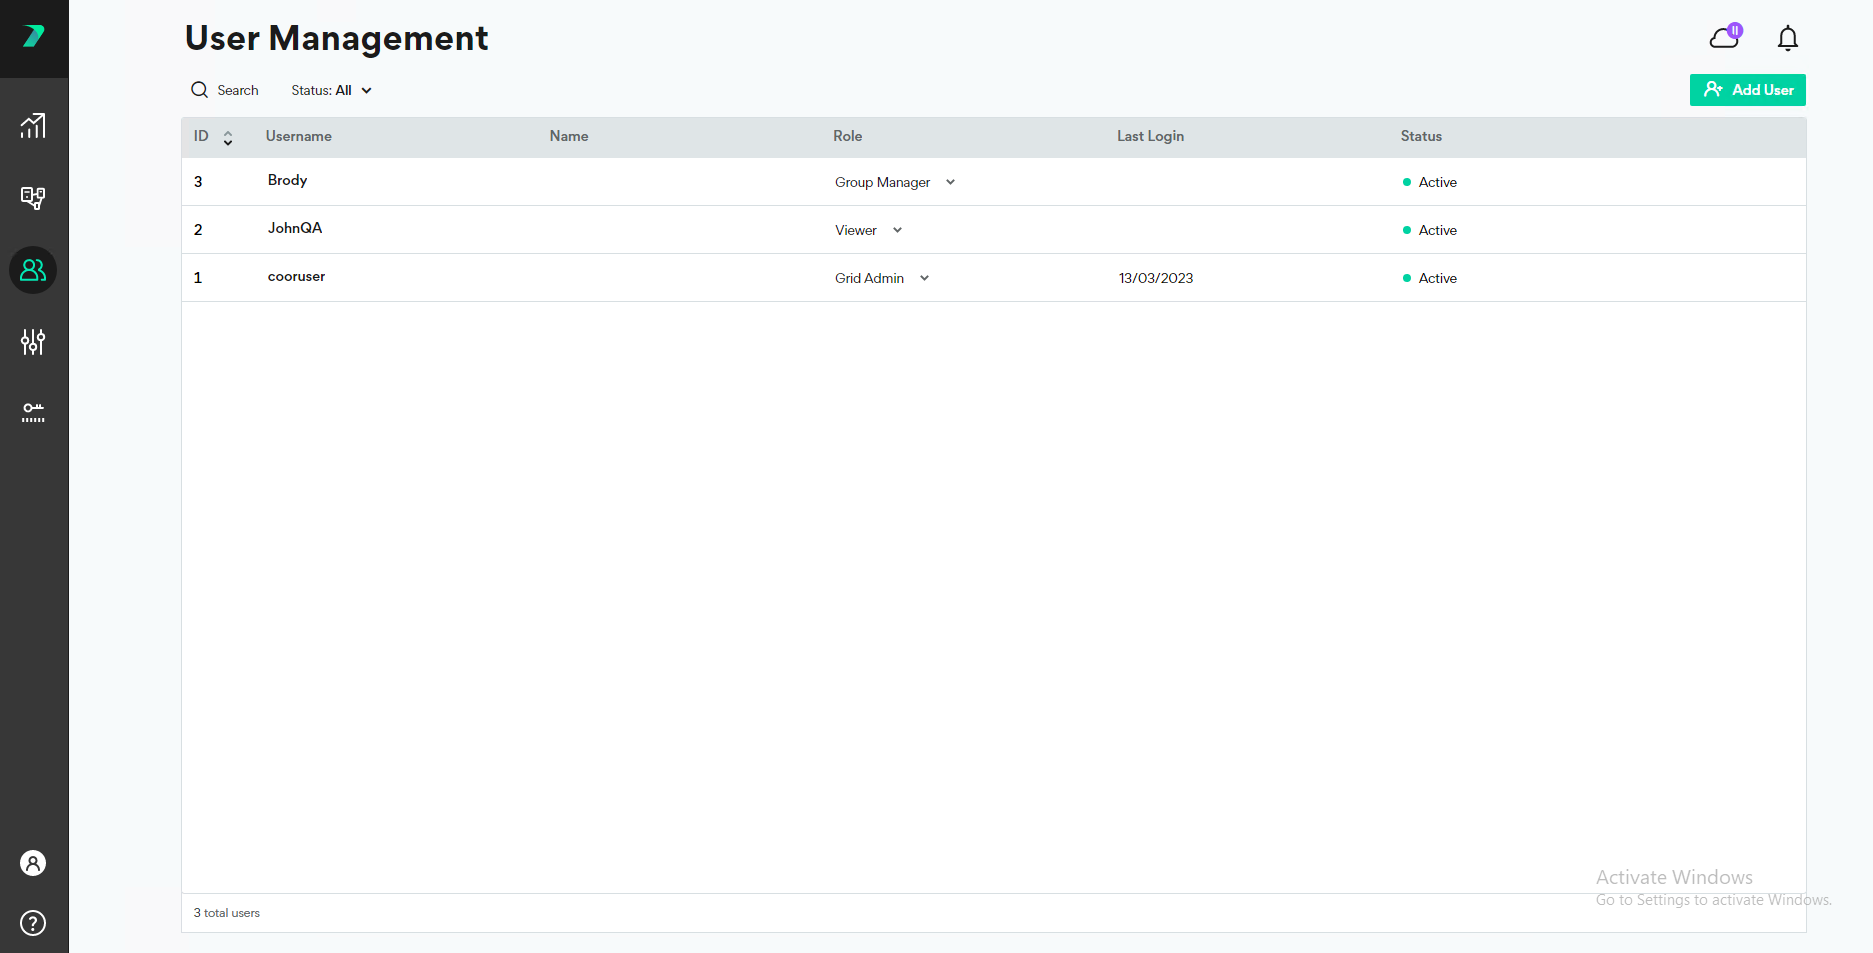 User Management
Search Status: All
Add User
ID Username Name Role Last Login Status
3 Brody Group Manager Active
2 JohnQA Viewer Active
1 cooruser Grid Admin 13/03/2023 Active
Activate Windows
Go to Settings to activate Windows.
3 total users